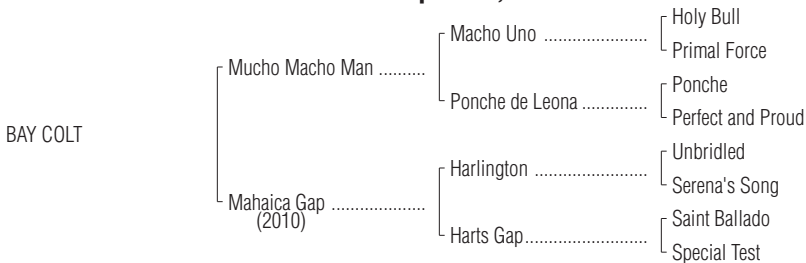 Holy Bull
Macho Uno ......................
Primal Force
Mucho Macho Man ..........
Ponche
Ponche de Leona ..............
Perfect and Proud
BAY COLT
Unbridled
Harlington ........................
Serena's Song
Mahaica Gap ....................
(2010)
Saint Ballado
Harts Gap..........................
Special Test